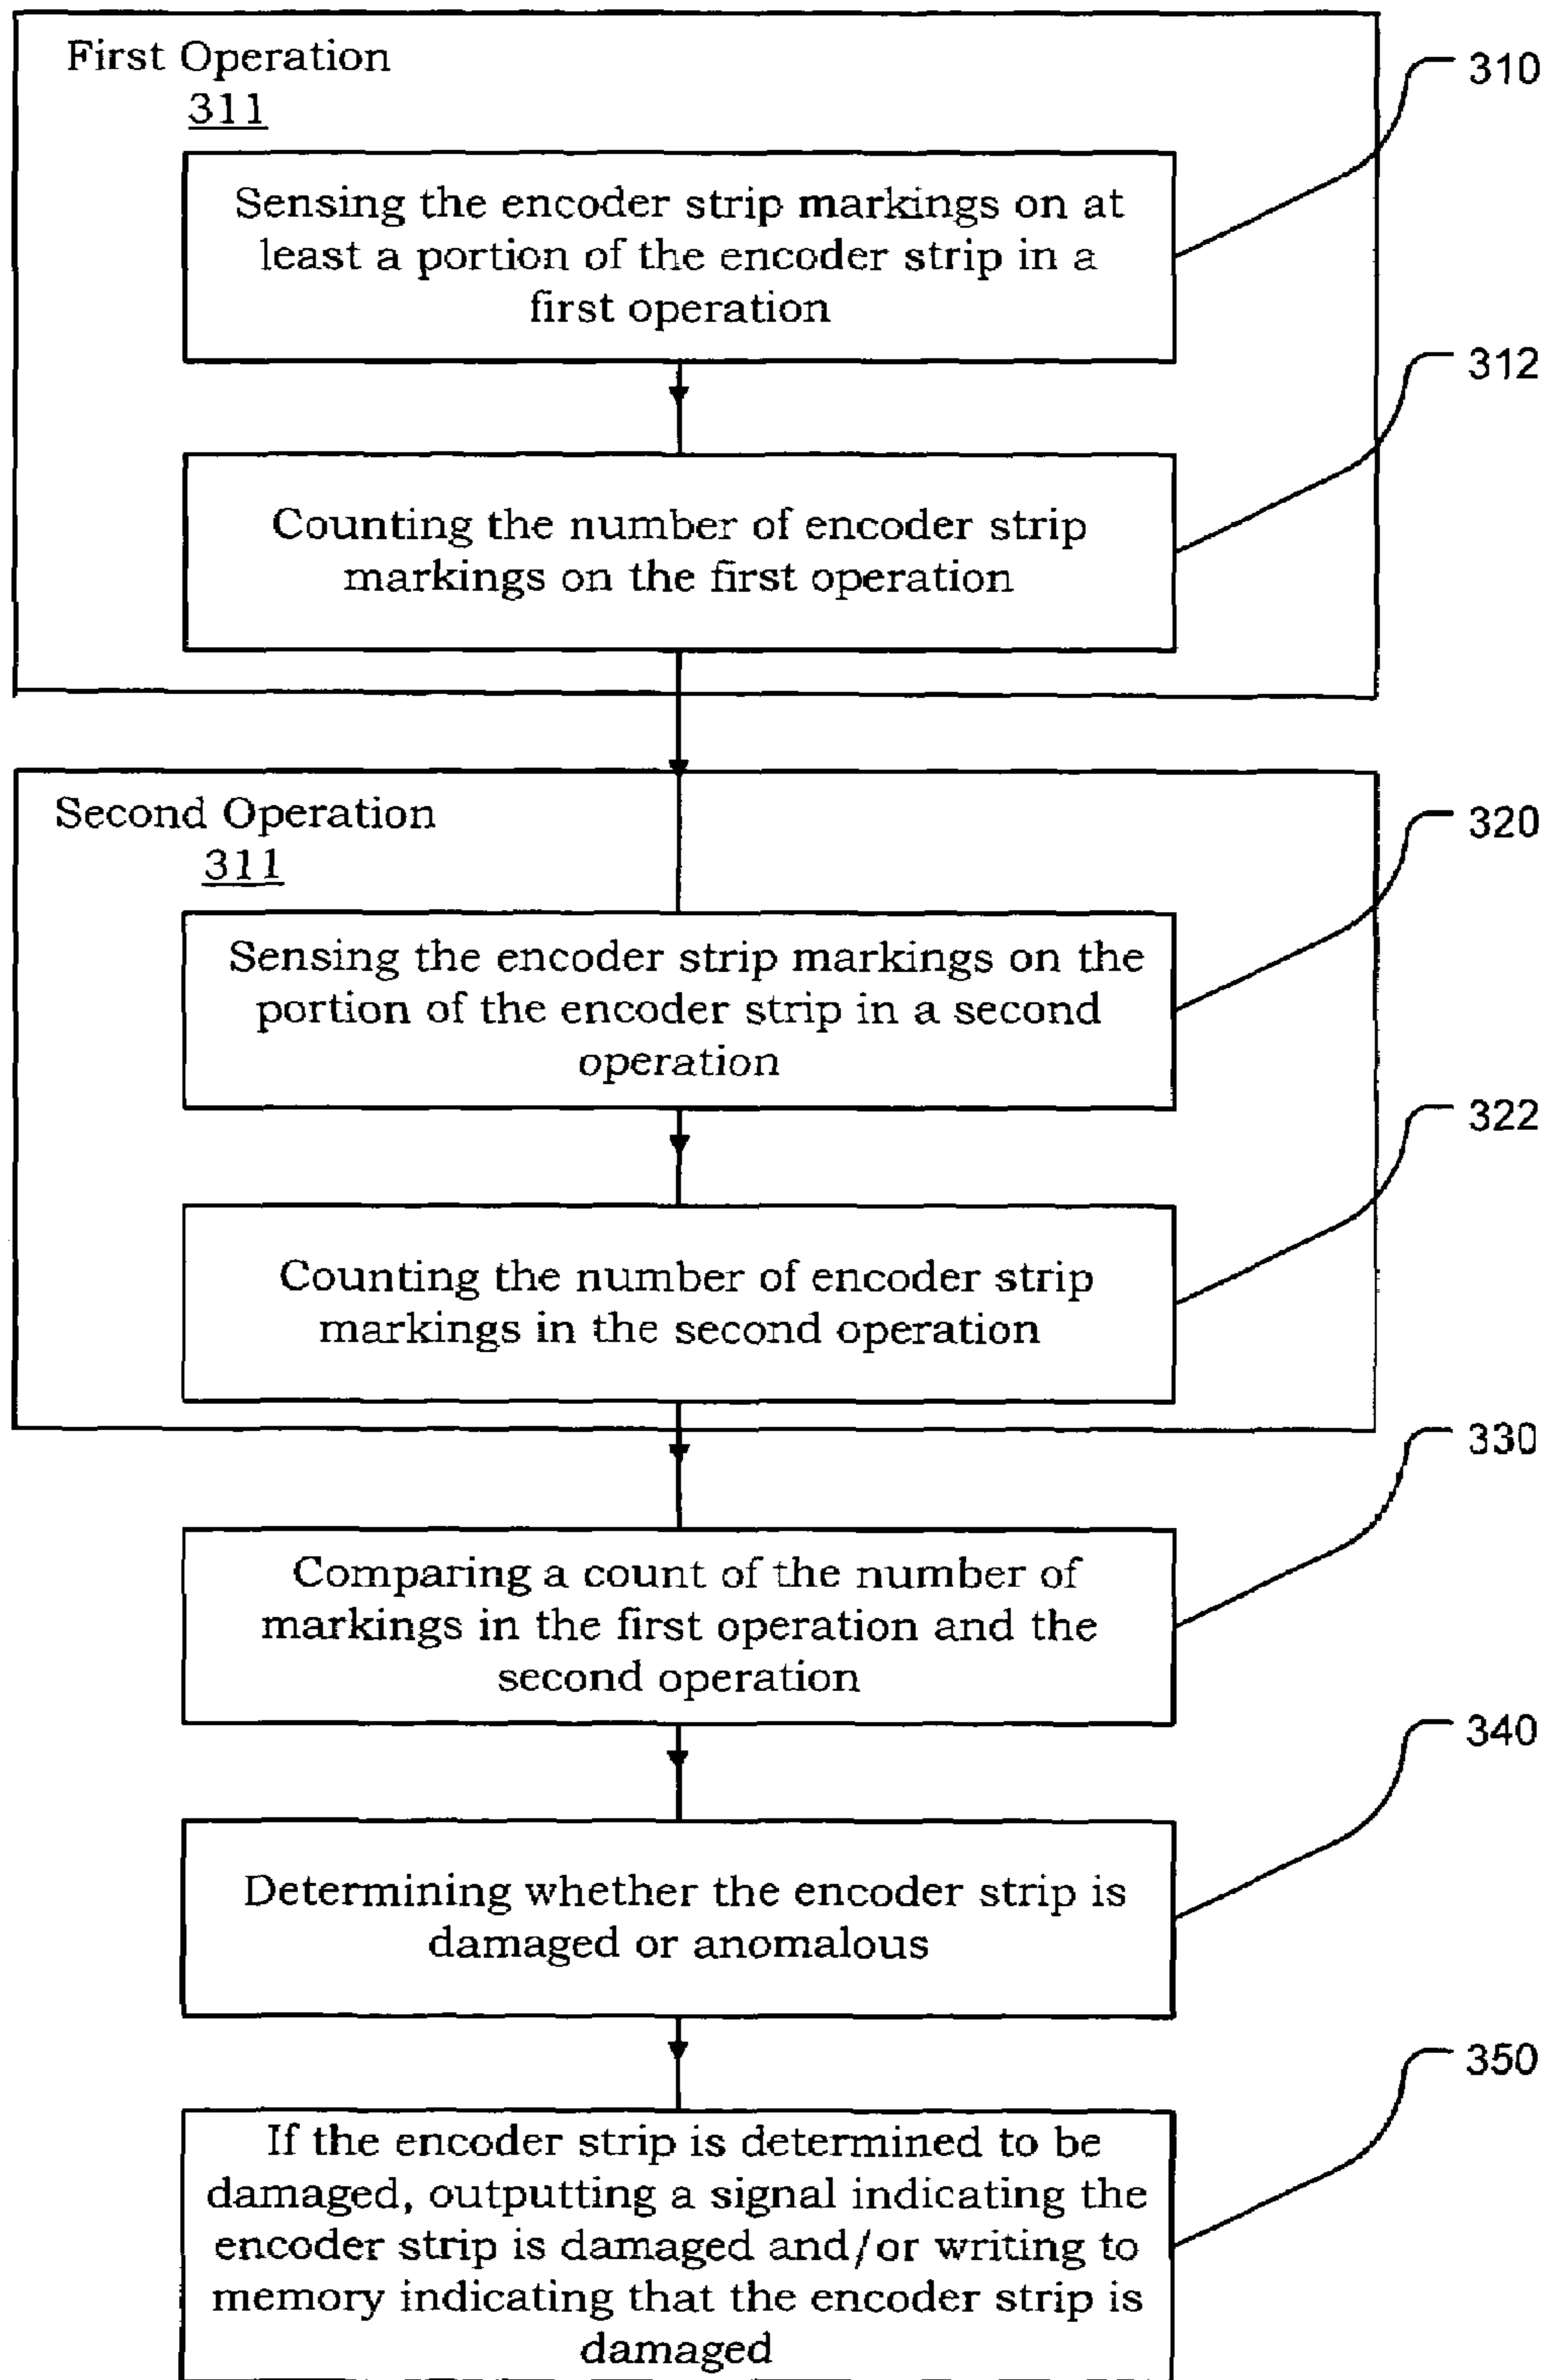 First Operation
311
310
Sensing the encoder strip markings on at
least a portion of the encoder strip in a
first operation
312
Counting the number of encoder strip
markings on the first operation
Second Operation
311
320
Sensing the encoder strip markings on the
portion of the encoder strip in a second
operation
322
Counting the number of encoder strip
markings in the second operation
330
Comparing a count of the number of
markings in the first operation and the
second operation
340
Determining whether the encoder strip is
damaged or anomalous
350
If the encoder strip is determined to be
damaged, outputting a signal indicating the
encoder strip is damaged and/or writing to
memory indicating that the encoder strip is
damaged